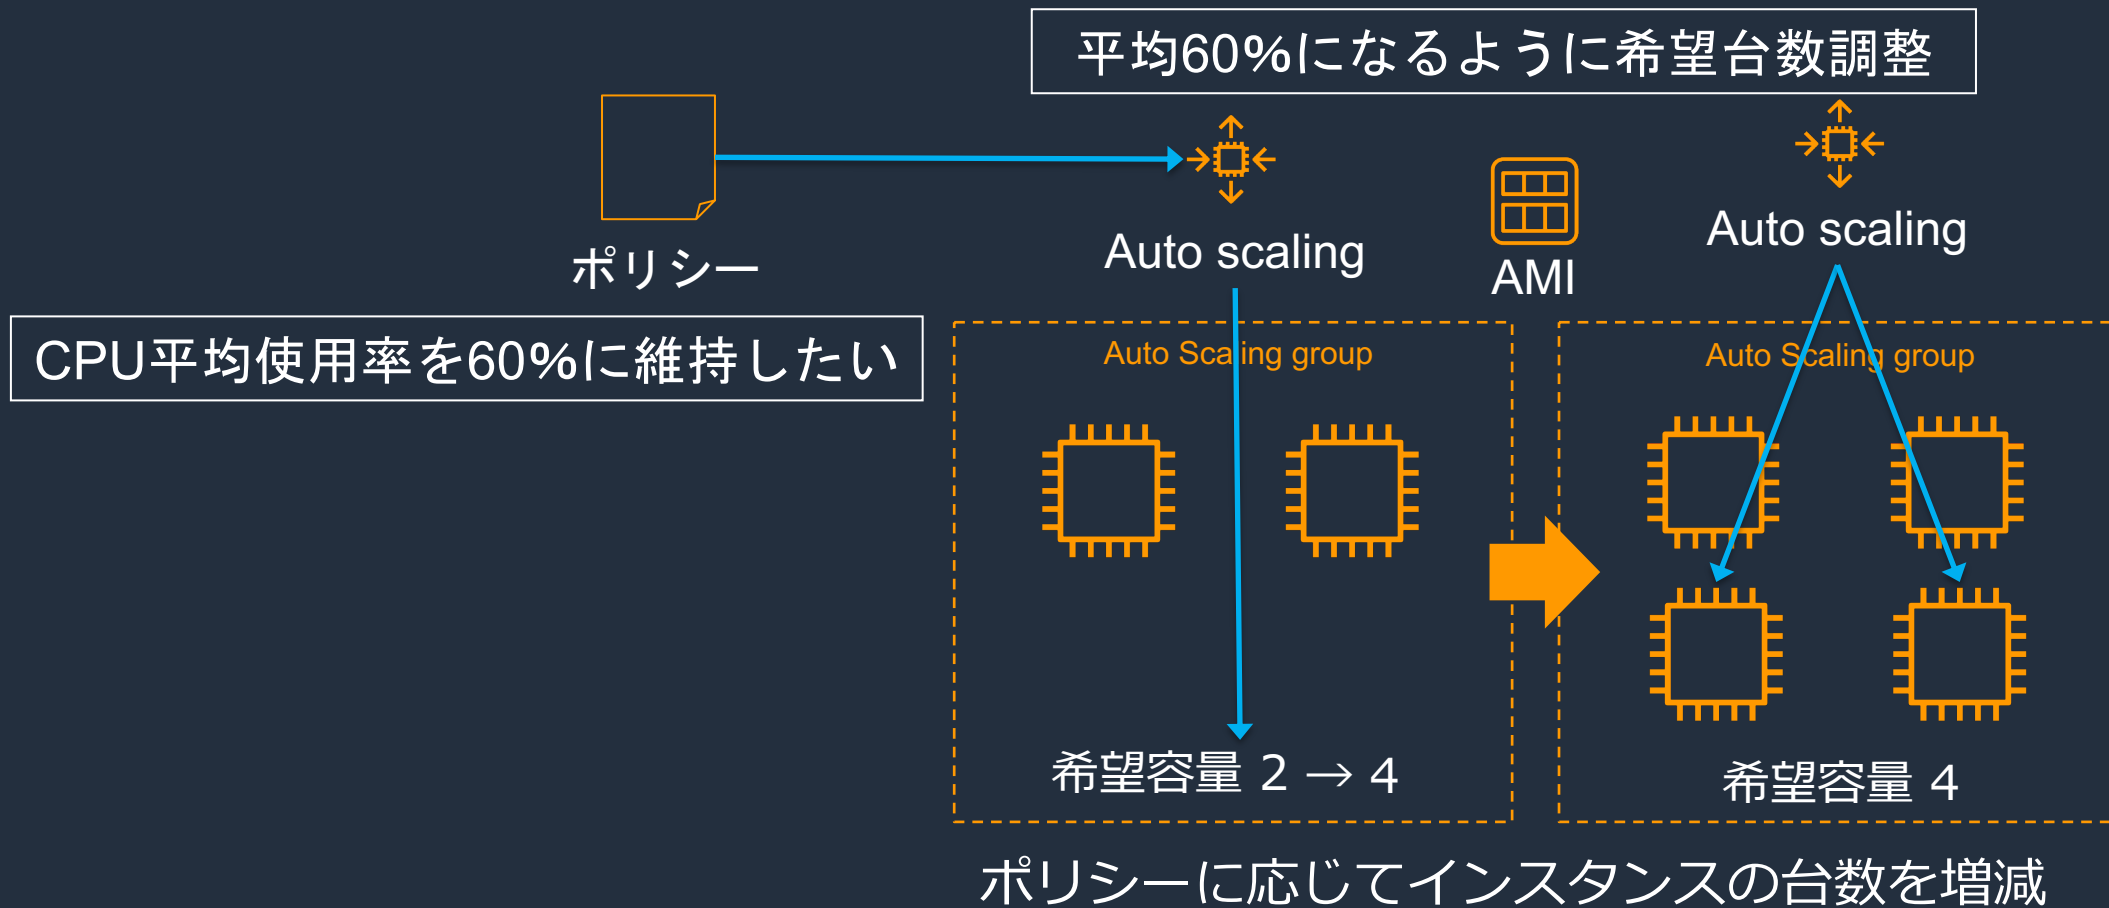 平均60%になるように希望台数調整
ポリシー
Auto scaling
AMI
Auto scaling
CPU平均使用率を60%に維持したい
Auto Scaling group
Auto Scaling group
希望容量 2 → 4
希望容量 4
ポリシーに応じてインスタンスの台数を増減